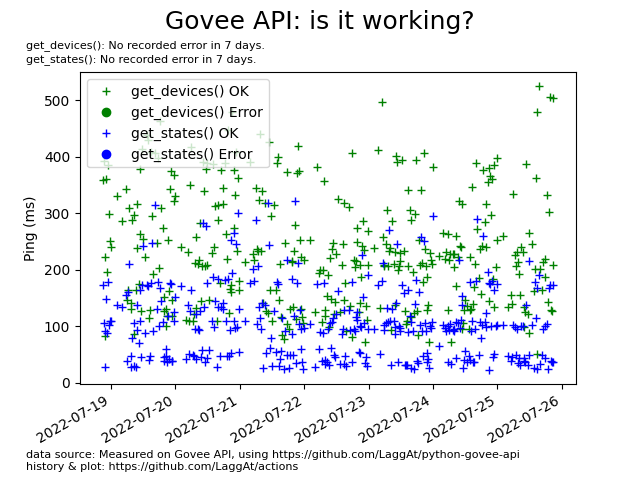 Govee API: is it working?
get_devices(): No recorded error in 7 days.
get_states(): No recorded error in 7 days.
get_devices() OK
get_devices() Error
get_states() OK
get_states() Error
Ping (ms)
500
400
300
200
100
0
2022-07-19
2022-07-20
2022-07-21
2022-07-22
2022-07-23
2022-07-24
2022-07-25
2022-07-26
data source: Measured on Govee API, using https://github.com/LaggAt/python-govee-api
history & plot: https://github.com/LaggAt/actions